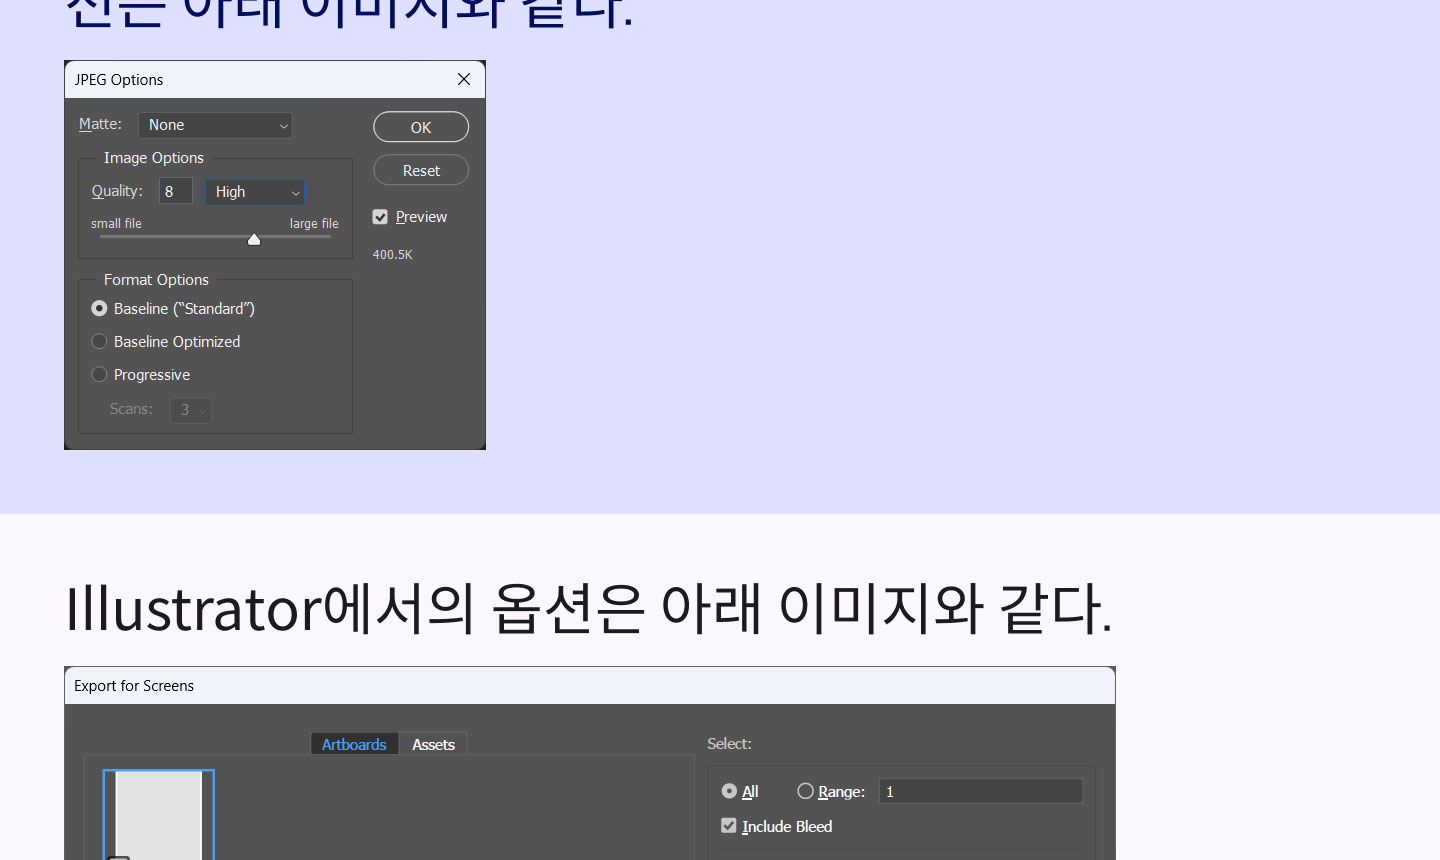 션은 아래 이미지와 같다.
JPEG Options
Matte: None
OK
Image Options
Reset
Quality: 8 High
Preview
small file large file
400.5K
Format Options
Baseline (“Standard”)
Baseline Optimized
Progressive
Scans: 3
Illustrator에서의 옵션은 아래 이미지와 같다.
Export for Screens
Artboards Assets
Select:
All Range: 1
Include Bleed